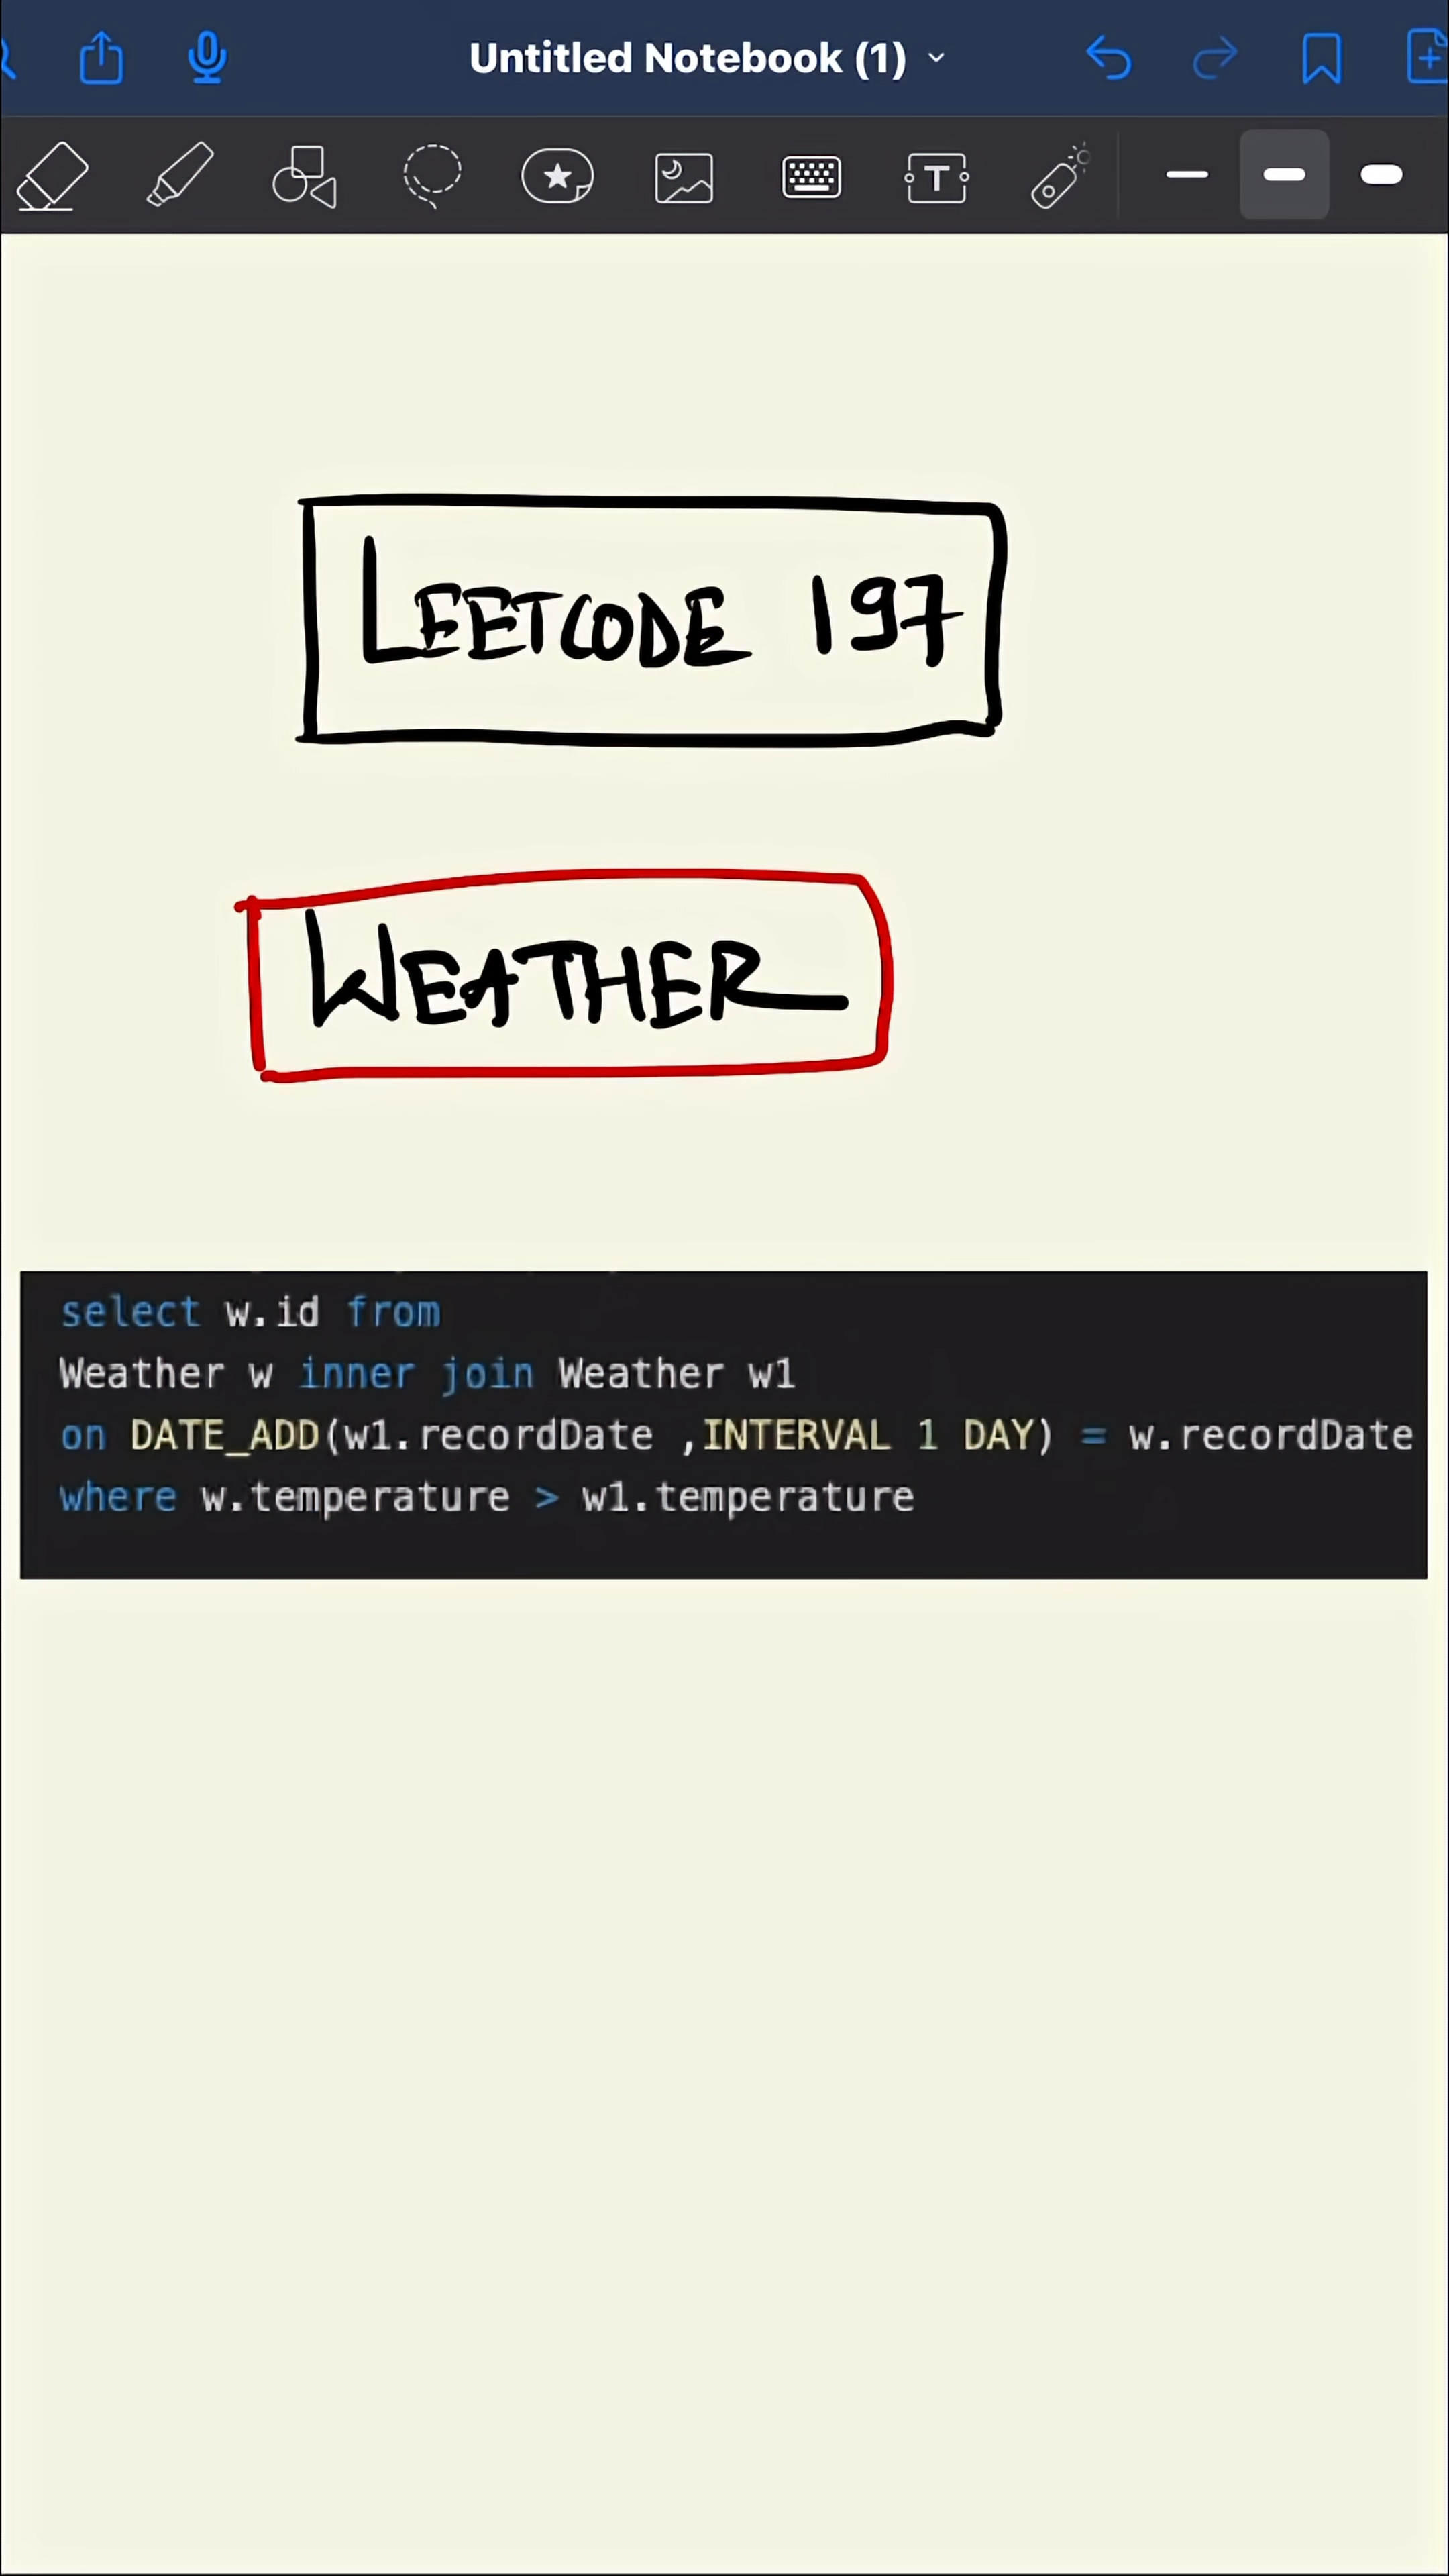 Untitled Notebook (1)
T
LEETCODE 197
WEATHER
select w.id from
Weather w inner join Weather w1
on DATE_ADD(w1.recordDate ,INTERVAL 1 DAY) = w.recordDate
where w.temperature > w1.temperature